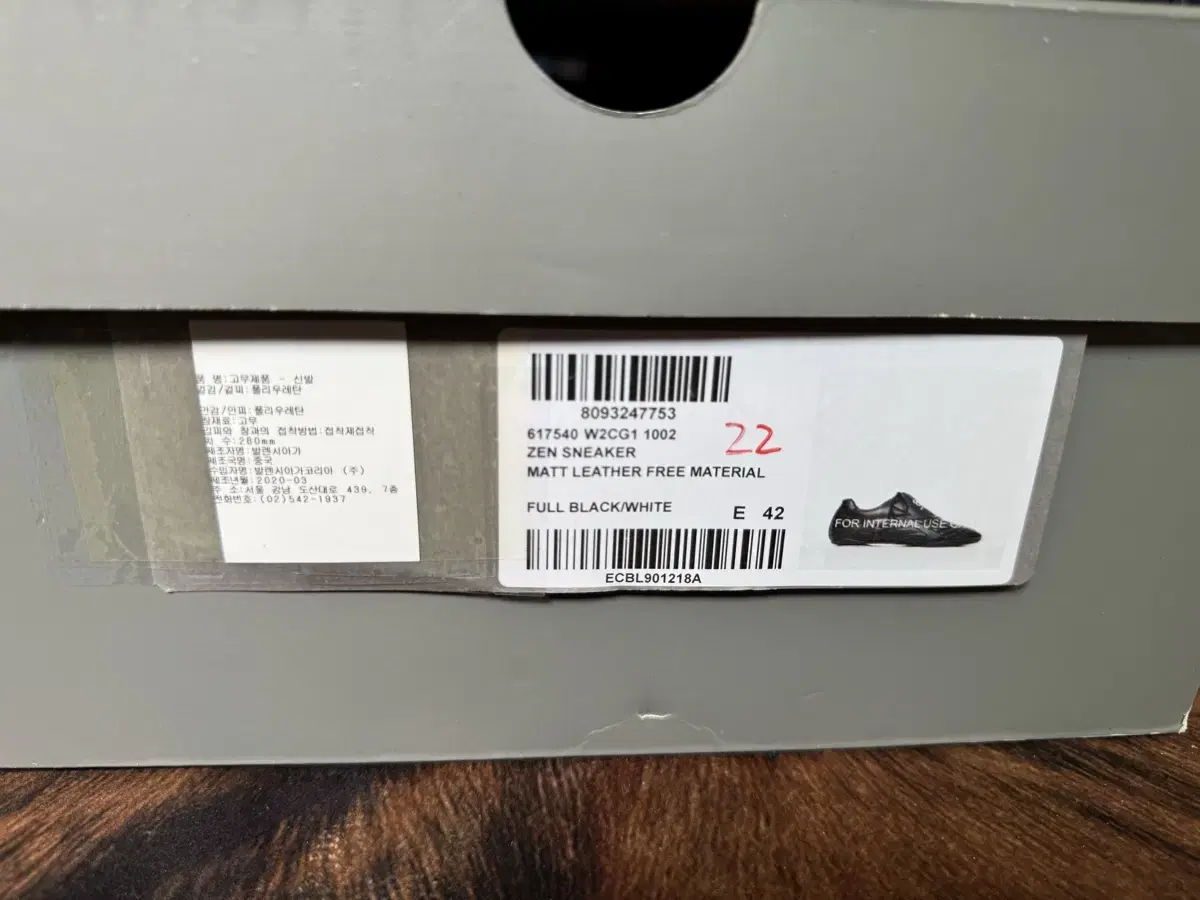 품 명:고무제품 - 신발
겉감/겉피:폴리우레탄
안감/안피:폴리우레탄
창재료:고무
겉피와 창과의 접착방법:접착제접착
치 수:280mm
제조자명:발렌시아가
제조국명:중국
수입자명:발렌시아가코리아 (주)
제조년월:2020-03
주 소:서울 강남 도산대로 439, 7층
전화번호:(02)542-1937
8093247753
617540 W2CG1 1002
22
ZEN SNEAKER
MATT LEATHER FREE MATERIAL
FULL BLACK/WHITE
E 42
ECBL901218A
FOR INTERNAL USE